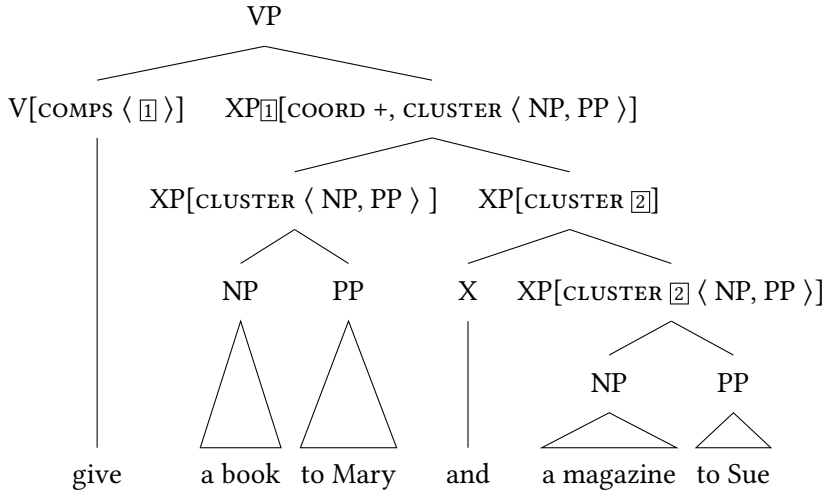 VP
V[COMPS ⟨ 1 ⟩] XP1[COORD +, CLUSTER ⟨ NP, PP ⟩]
XP[CLUSTER ⟨ NP, PP ⟩ ] XP[CLUSTER 2]
NP PP X XP[CLUSTER 2 ⟨ NP, PP ⟩]
NP PP
give a book to Mary and a magazine to Sue